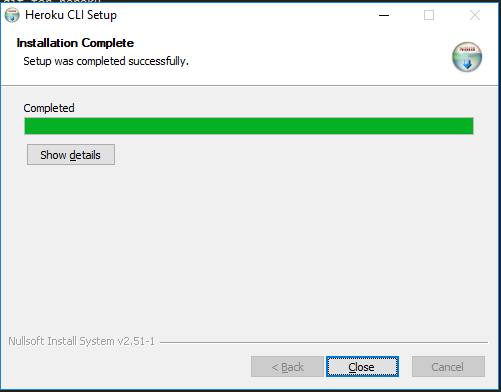 Heroku CLI Setup
Installation Complete
Setup was completed successfully.
Completed
Show details
Nullsoft Install System v2.51-1
< Back
Close
Cancel